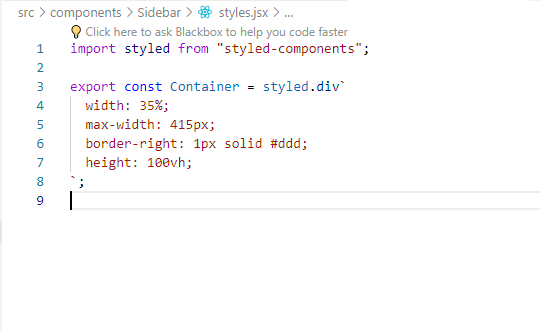 src > components > Sidebar > styles.jsx > ...
Click here to ask Blackbox to help you code faster
1 import styled from "styled-components";
2
3 export const Container = styled.div`
4   width: 35%;
5   max-width: 415px;
6   border-right: 1px solid #ddd;
7   height: 100vh;
8 `;
9